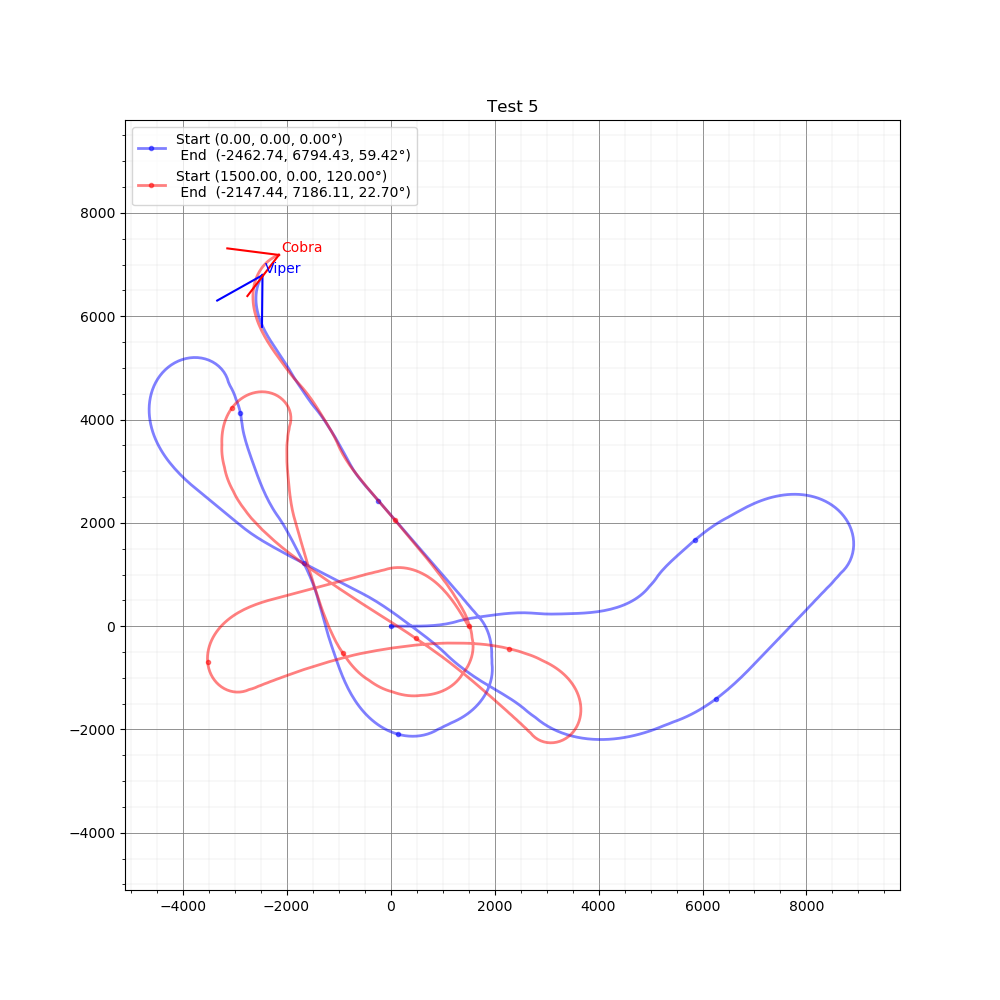 Test 5
Start (0.00, 0.00, 0.00°)
End (-2462.74, 6794.43, 59.42°)
Start (1500.00, 0.00, 120.00°)
End (-2147.44, 7186.11, 22.70°)
8000
Cobra
Viper
6000
4000
2000
0
−2000
−4000
−4000 −2000 0 2000 4000 6000 8000